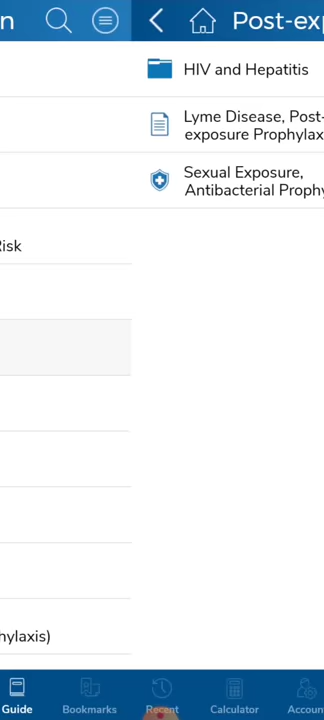 Post-exp
HIV and Hepatitis
Lyme Disease, Post-
exposure Prophylax
Sexual Exposure,
Antibacterial Prophy
Risk
hylaxis)
Guide
Bookmarks
Recent
Calculator
Accoun